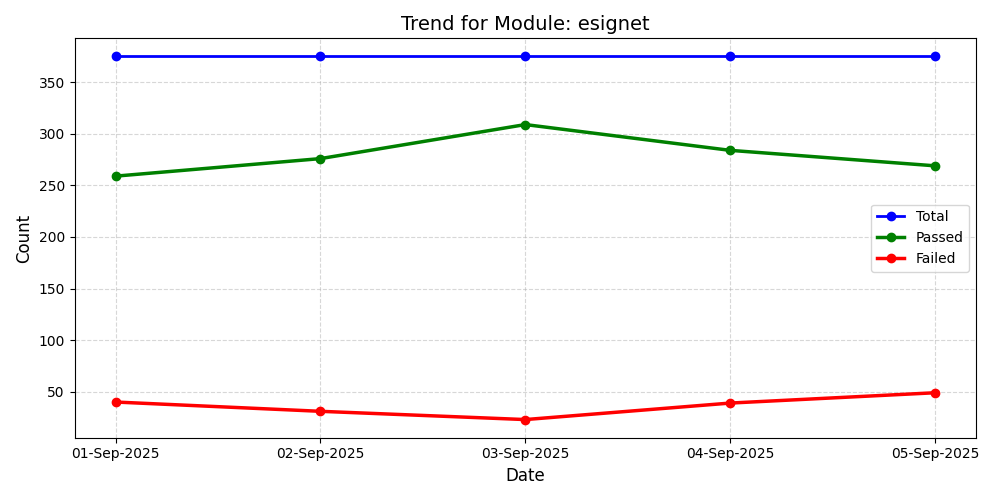 Trend for Module: esignet
Count
350
300
250
200
150
100
50
Total
Passed
Failed
01-Sep-2025 02-Sep-2025 03-Sep-2025 04-Sep-2025 05-Sep-2025
Date